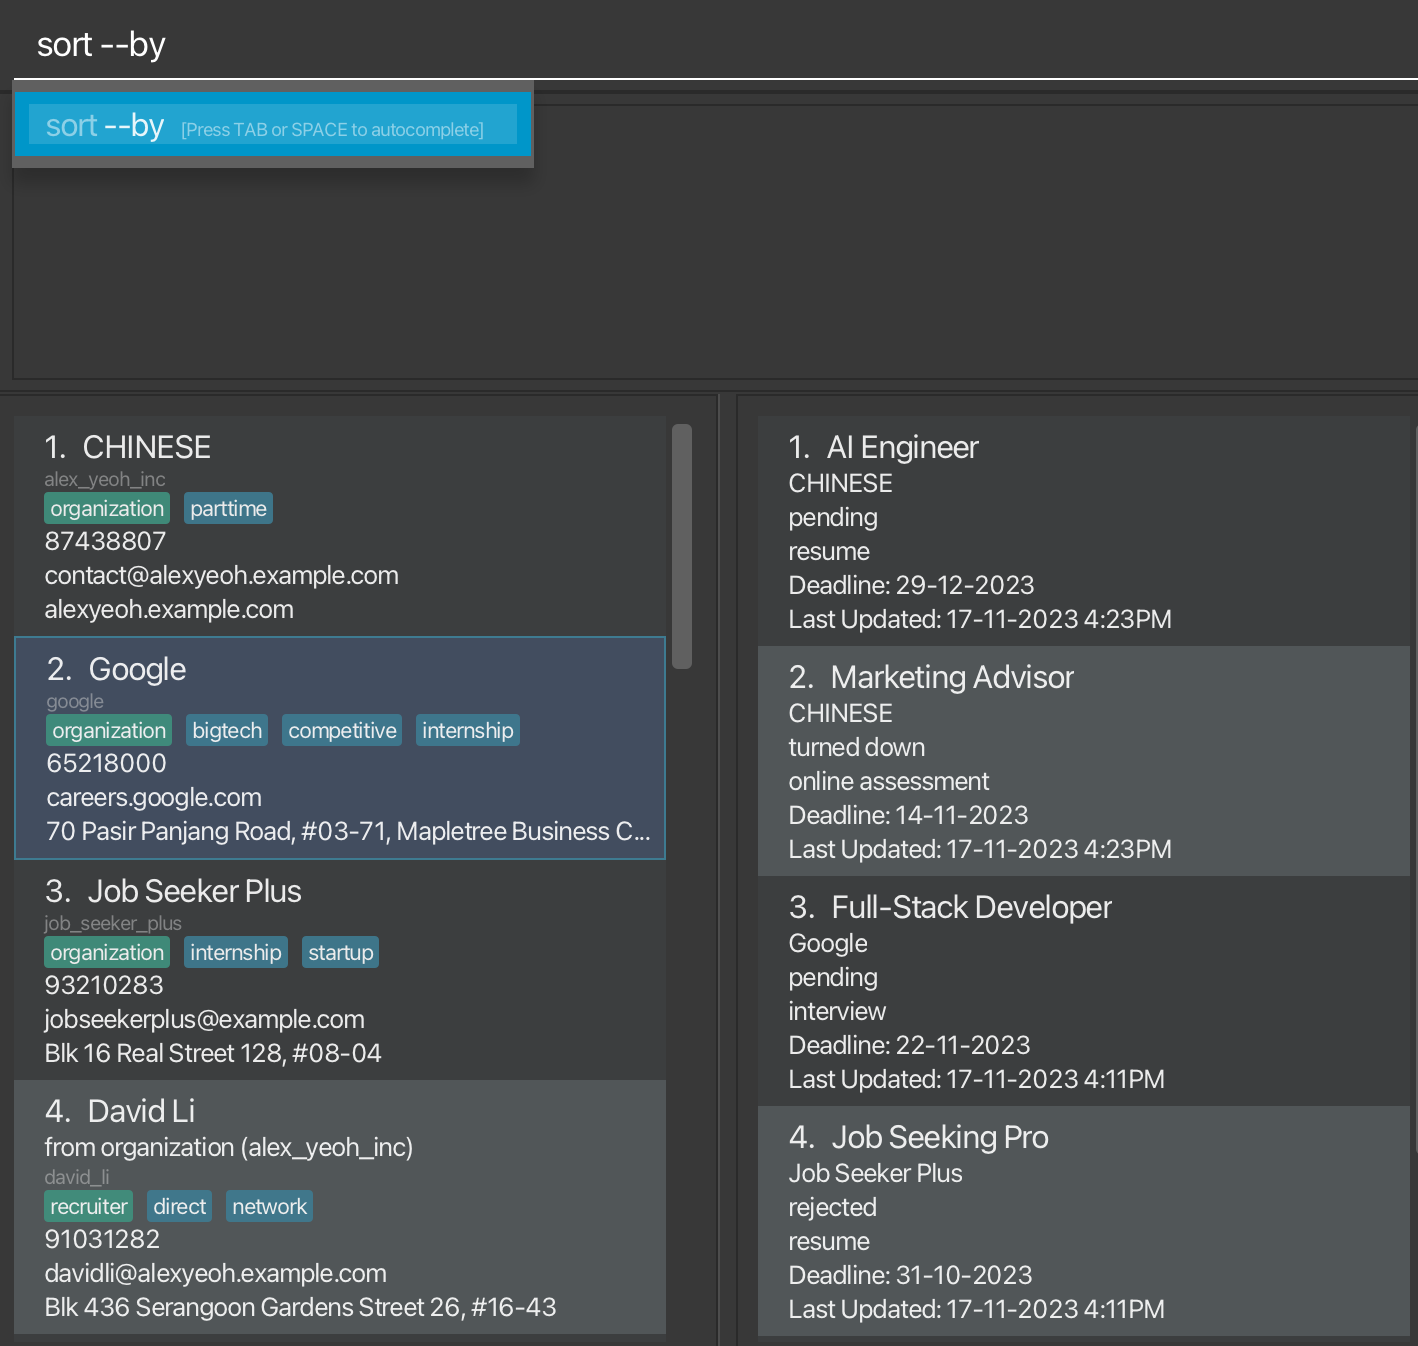 sort --by
sort --by [Press TAB or SPACE to autocomplete]
1. CHINESE
alex_yeoh_inc
organization parttime
87438807
contact@alexyeoh.example.com
alexyeoh.example.com
2. Google
google
organization bigtech competitive internship
65218000
careers.google.com
70 Pasir Panjang Road, #03-71, Mapletree Business C...
3. Job Seeker Plus
job_seeker_plus
organization internship startup
93210283
jobseekerplus@example.com
Blk 16 Real Street 128, #08-04
4. David Li
from organization (alex_yeoh_inc)
david_li
recruiter direct network
91031282
davidli@alexyeoh.example.com
Blk 436 Serangoon Gardens Street 26, #16-43
1. AI Engineer
CHINESE
pending
resume
Deadline: 29-12-2023
Last Updated: 17-11-2023 4:23PM
2. Marketing Advisor
CHINESE
turned down
online assessment
Deadline: 14-11-2023
Last Updated: 17-11-2023 4:23PM
3. Full-Stack Developer
Google
pending
interview
Deadline: 22-11-2023
Last Updated: 17-11-2023 4:11PM
4. Job Seeking Pro
Job Seeker Plus
rejected
resume
Deadline: 31-10-2023
Last Updated: 17-11-2023 4:11PM